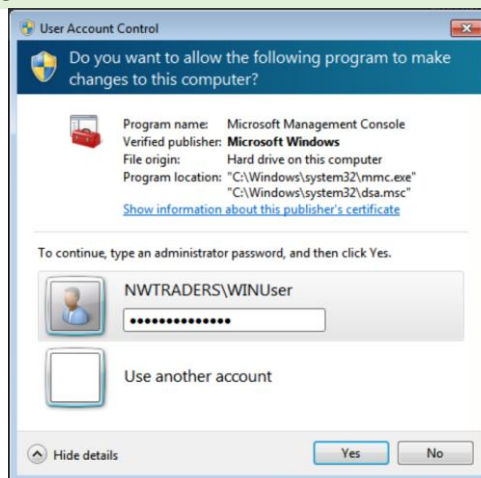 User Account Control
Do you want to allow the following program to make
changes to this computer?
Program name: Microsoft Management Console
Verified publisher: Microsoft Windows
File origin: Hard drive on this computer
Program location: "C:\Windows\system32\mmc.exe"
"C:\Windows\system32\dsa.msc"
Show information about this publisher's certificate
To continue, type an administrator password, and then click Yes.
NWTRADERS\WINUser
••••••••••••••
Use another account
Hide details
Yes
No